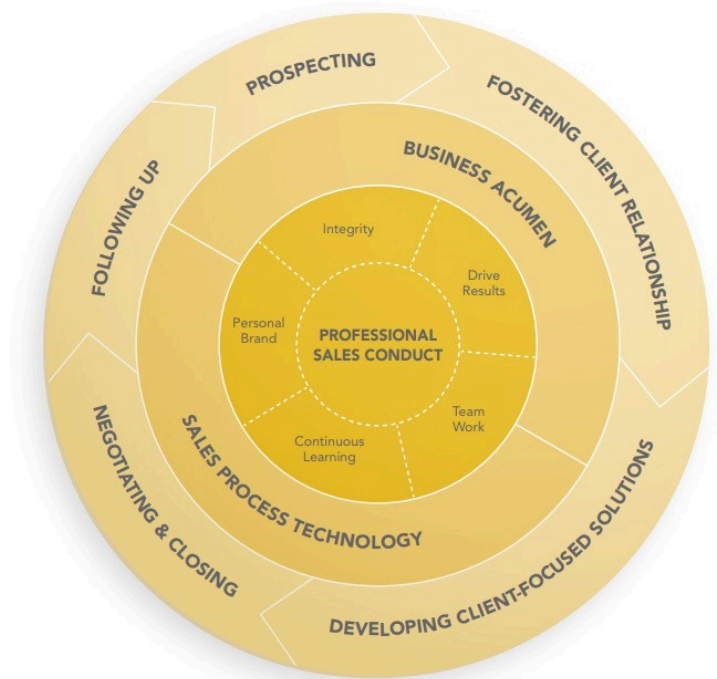 PROSPECTING
FOSTERING CLIENT RELATIONSHIP
DEVELOPING CLIENT-FOCUSED SOLUTIONS
NEGOTIATING & CLOSING
FOLLOWING UP
BUSINESS ACUMEN
SALES PROCESS TECHNOLOGY
Integrity
Drive
Results
Team
Work
Continuous
Learning
Personal
Brand
PROFESSIONAL
SALES CONDUCT